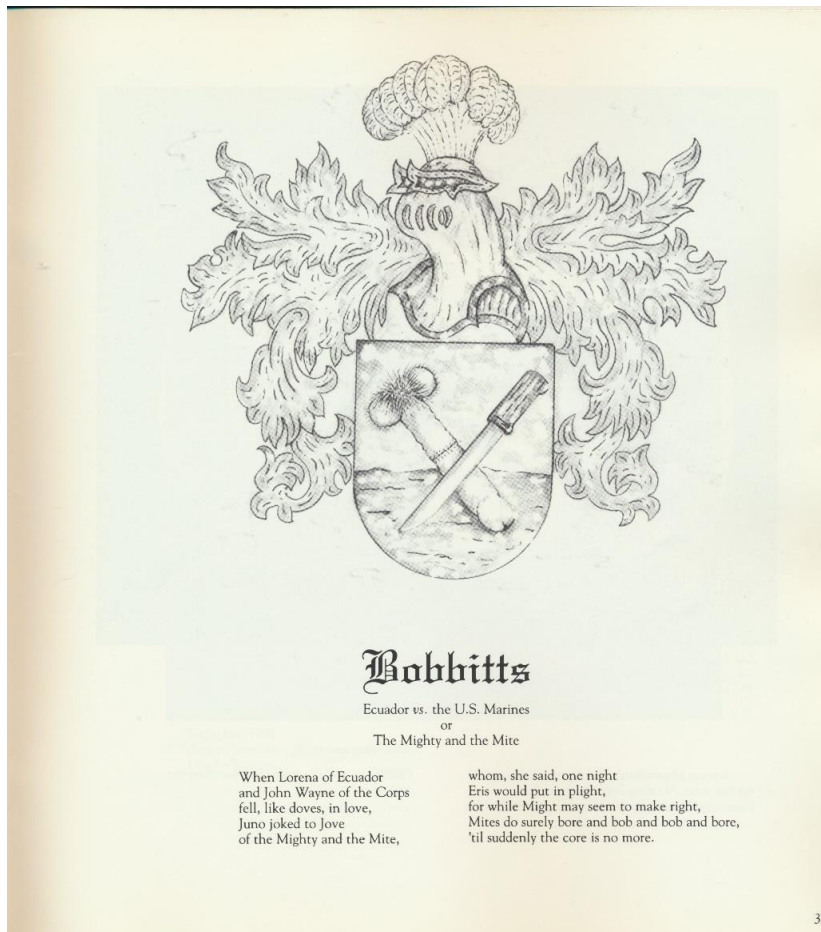 Bobbitts
Ecuador vs. the U.S. Marines
or
The Mighty and the Mite
When Lorena of Ecuador
and John Wayne of the Corps
fell, like doves, in love,
Juno joked to Jove
of the Mighty and the Mite,
whom, she said, one night
Eris would put in plight,
for while Might may seem to make right,
Mites do surely bore and bob and bob and bore,
'til suddenly the core is no more.
3